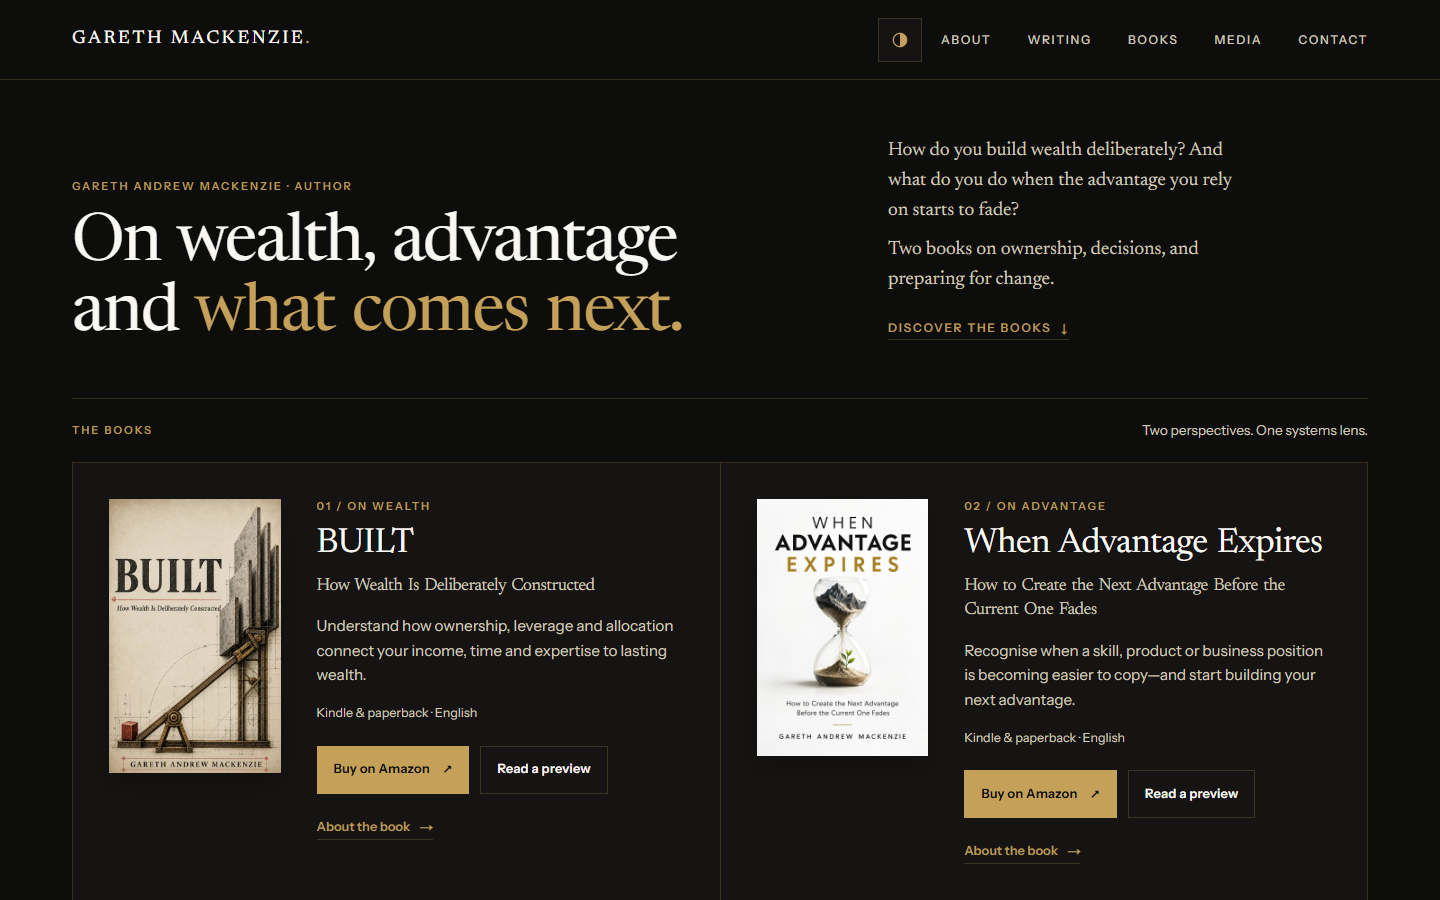 GARETH MACKENZIE.
ABOUT
WRITING
BOOKS
MEDIA
CONTACT
GARETH ANDREW MACKENZIE · AUTHOR
On wealth, advantage
and what comes next.
How do you build wealth deliberately? And
what do you do when the advantage you rely
on starts to fade?
Two books on ownership, decisions, and
preparing for change.
DISCOVER THE BOOKS ↓
THE BOOKS
Two perspectives. One systems lens.
BUILT
How Wealth Is Deliberately Constructed
GARETH ANDREW MACKENZIE
01 / ON WEALTH
BUILT
How Wealth Is Deliberately Constructed
Understand how ownership, leverage and allocation
connect your income, time and expertise to lasting
wealth.
Kindle & paperback · English
Buy on Amazon ↗
Read a preview
About the book →
WHEN
ADVANTAGE
EXPIRES
How to Create the Next Advantage
Before the Current One Fades
GARETH ANDREW MACKENZIE
02 / ON ADVANTAGE
When Advantage Expires
How to Create the Next Advantage Before the
Current One Fades
Recognise when a skill, product or business position
is becoming easier to copy—and start building your
next advantage.
Kindle & paperback · English
Buy on Amazon ↗
Read a preview
About the book →